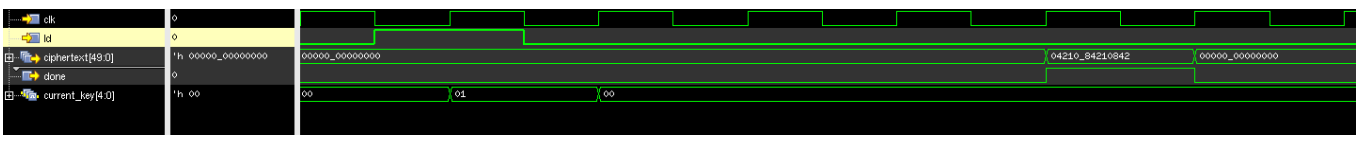 clk 0
ld 0
ciphertext[49:0] 'h 00000_00000000 00000_00000000 04210_84210842 00000_00000000
done 0
current_key[4:0] 'h 00 00 01 00